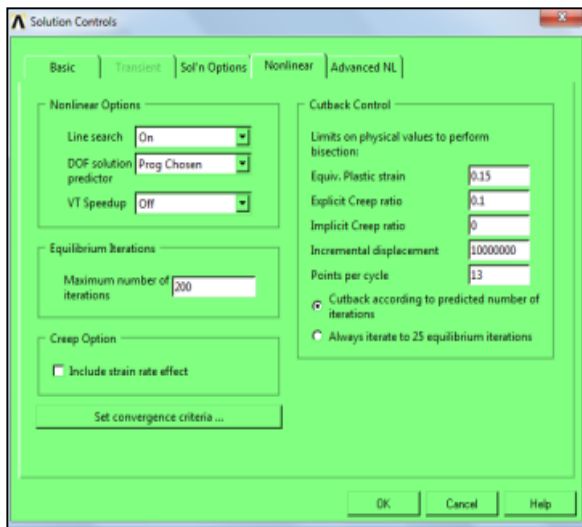 Solution Controls
Basic
Transient
Sol'n Options
Nonlinear
Advanced NL
Nonlinear Options
Line search
On
DOF solution
predictor
Prog Chosen
VT Speedup
Off
Equilibrium Iterations
Maximum number of
iterations
200
Creep Option
Include strain rate effect
Set convergence criteria ...
Cutback Control
Limits on physical values to perform
bisection:
Equiv. Plastic strain
0.15
Explicit Creep ratio
0.1
Implicit Creep ratio
0
Incremental displacement
10000000
Points per cycle
13
Cutback according to predicted number of
iterations
Always iterate to 25 equilibrium iterations
OK
Cancel
Help